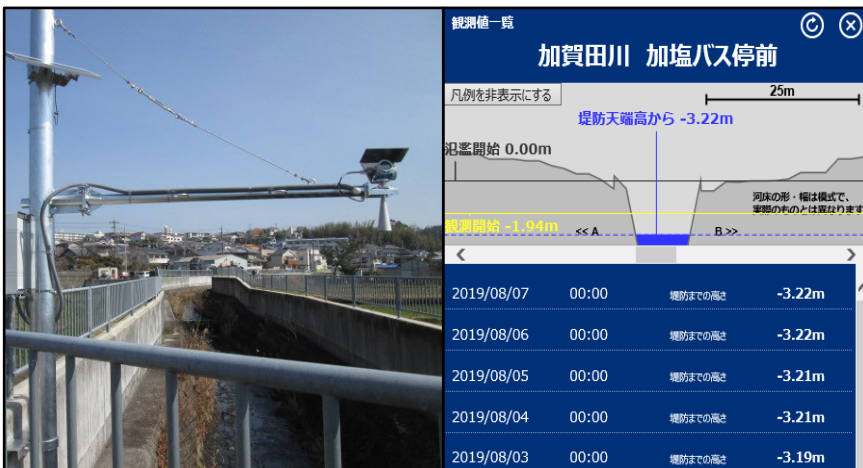 観測値一覧
加賀田川 加塩バス停前
凡例を非表示にする
25m
堤防天端高から -3.22m
氾濫開始 0.00m
河床の形・幅は模式で、
実際のものとは異なります
観測開始 -1.94m
<< A
B >>
2019/08/07 00:00 堤防までの高さ -3.22m
2019/08/06 00:00 堤防までの高さ -3.22m
2019/08/05 00:00 堤防までの高さ -3.21m
2019/08/04 00:00 堤防までの高さ -3.21m
2019/08/03 00:00 堤防までの高さ -3.19m